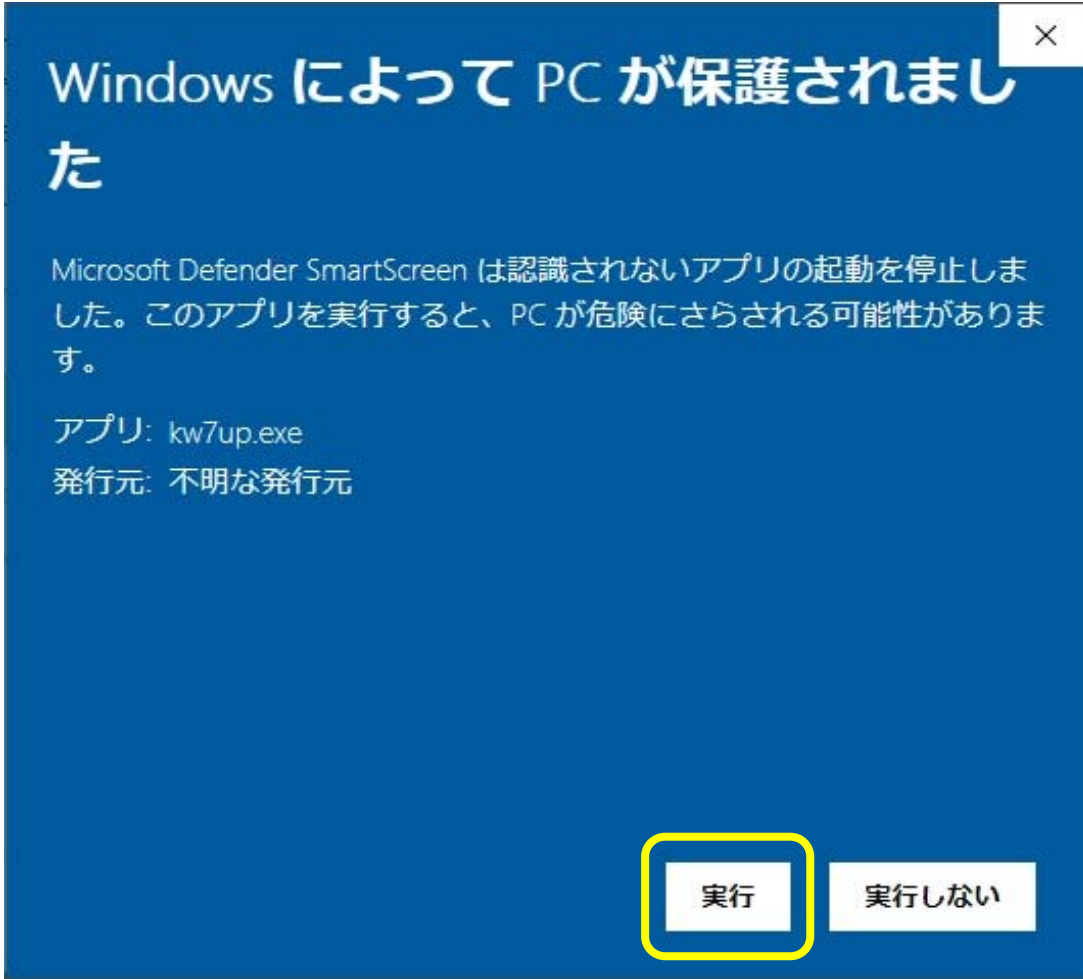 Windows によって PC が保護されまし
た
Microsoft Defender SmartScreen は認識されないアプリの起動を停止しま
した。このアプリを実行すると、PC が危険にさらされる可能性がありま
す。
アプリ: kw7up.exe
発行元: 不明な発行元
実行 実行しない